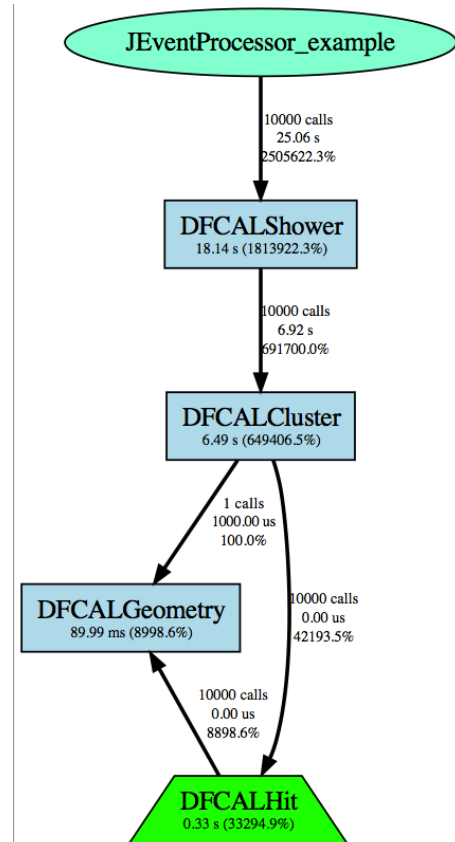 JEventProcessor_example
10000 calls
25.06 s
2505622.3%
DFCALShower
18.14 s (1813922.3%)
10000 calls
6.92 s
691700.0%
DFCALCluster
6.49 s (649406.5%)
1 calls
1000.00 us
100.0%
10000 calls
0.00 us
42193.5%
DFCALGeometry
89.99 ms (8998.6%)
10000 calls
0.00 us
8898.6%
DFCALHit
0.33 s (33294.9%)